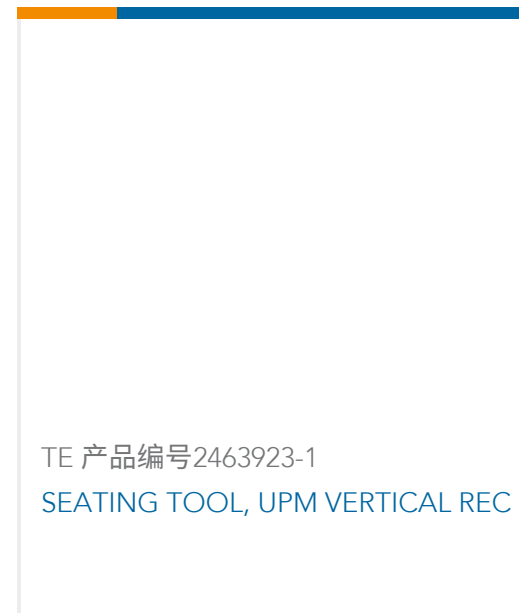 TE 产品编号2463923-1
SEATING TOOL, UPM VERTICAL REC